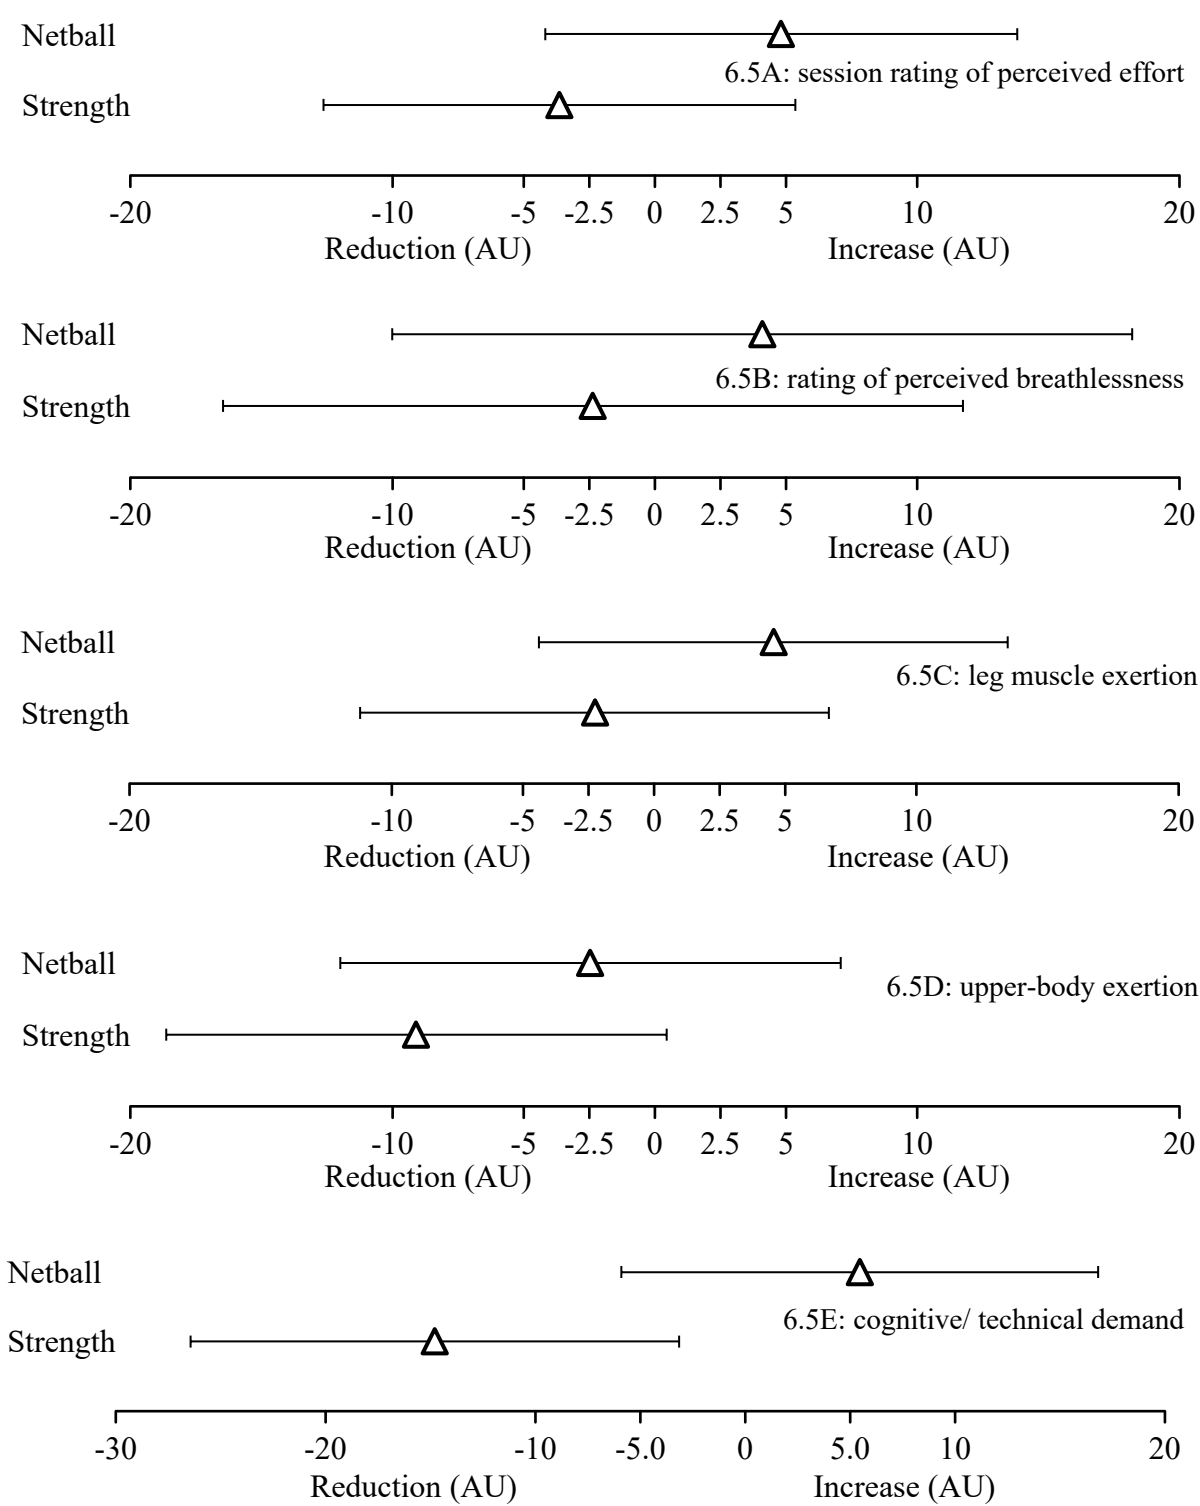 Netball
6.5A: session rating of perceived effort
Strength
-20 -10 -5 -2.5 0 2.5 5 10 20
Reduction (AU) Increase (AU)
Netball
6.5B: rating of perceived breathlessness
Strength
-20 -10 -5 -2.5 0 2.5 5 10 20
Reduction (AU) Increase (AU)
Netball
6.5C: leg muscle exertion
Strength
-20 -10 -5 -2.5 0 2.5 5 10 20
Reduction (AU) Increase (AU)
Netball
6.5D: upper-body exertion
Strength
-20 -10 -5 -2.5 0 2.5 5 10 20
Reduction (AU) Increase (AU)
Netball
6.5E: cognitive/ technical demand
Strength
-30 -20 -10 -5.0 0 5.0 10 20
Reduction (AU) Increase (AU)